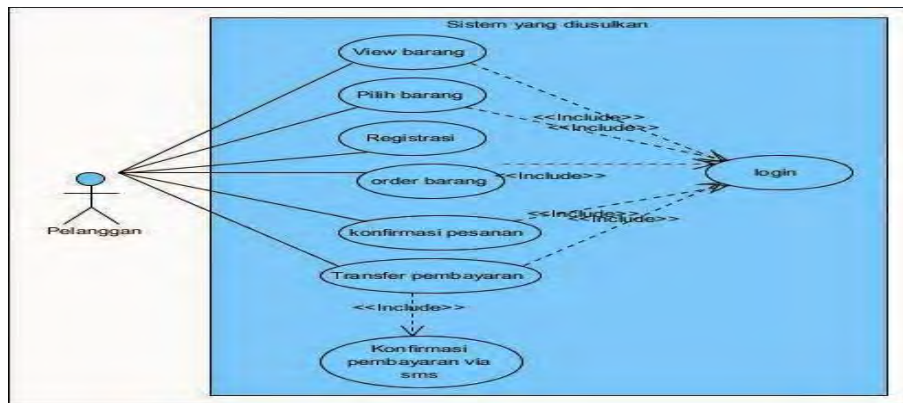 Sistem yang diusulkan
View barang
Pilih barang
<<Include>>
<<Include>>
Registrasi
order barang
<<Include>>
login
Pelanggan
konfirmasi pesanan
<<Include>>
<<Include>>
Transfer pembayaran
<<Include>>
Konfirmasi
pembayaran via
sms